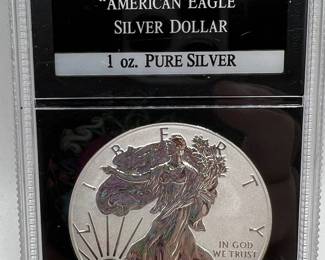 "AMERICAN EAGLE
SILVER DOLLAR
1 oz. PURE SILVER
LIBERTY
IN GOD
WE TRUST